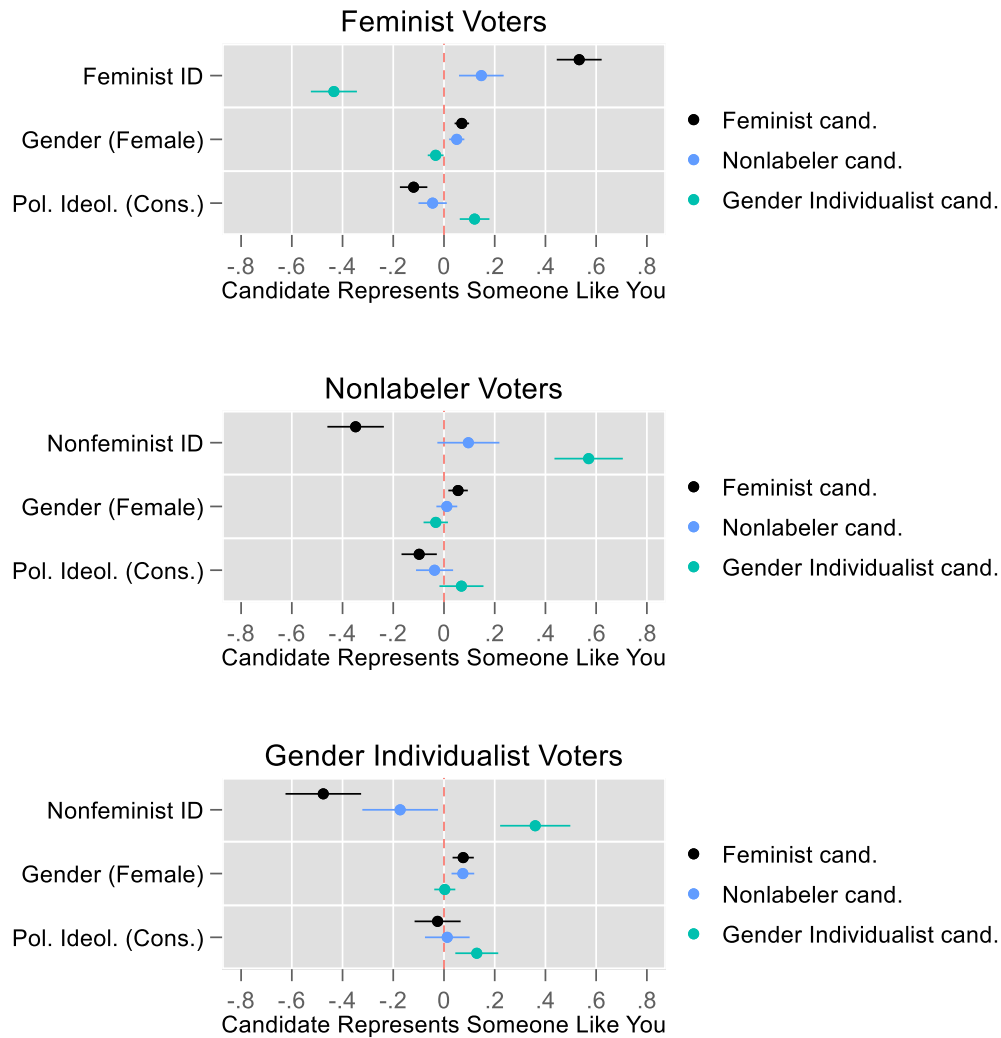 Feminist Voters
Feminist ID
Gender (Female)
Pol. Ideol. (Cons.)
-.8 -.6 -.4 -.2 0 .2 .4 .6 .8
Candidate Represents Someone Like You
Feminist cand.
Nonlabeler cand.
Gender Individualist cand.
Nonlabeler Voters
Nonfeminist ID
Gender (Female)
Pol. Ideol. (Cons.)
-.8 -.6 -.4 -.2 0 .2 .4 .6 .8
Candidate Represents Someone Like You
Feminist cand.
Nonlabeler cand.
Gender Individualist cand.
Gender Individualist Voters
Nonfeminist ID
Gender (Female)
Pol. Ideol. (Cons.)
-.8 -.6 -.4 -.2 0 .2 .4 .6 .8
Candidate Represents Someone Like You
Feminist cand.
Nonlabeler cand.
Gender Individualist cand.